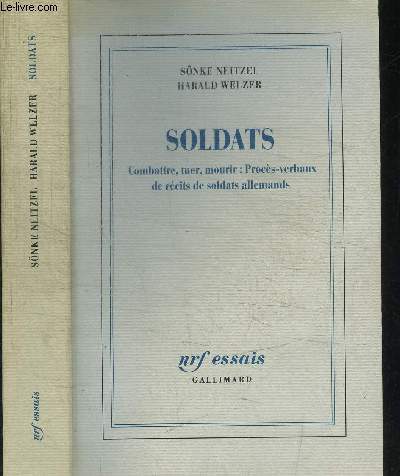 SÖNKE NEITZEL
HARALD WELZER
SOLDATS
Combattre, tuer, mourir : Procès-verbaux
de récits de soldats allemands
nrf essais
GALLIMARD
SÖNKE NEITZEL HARALD WELZER SOLDATS
nrf essais
le-livre